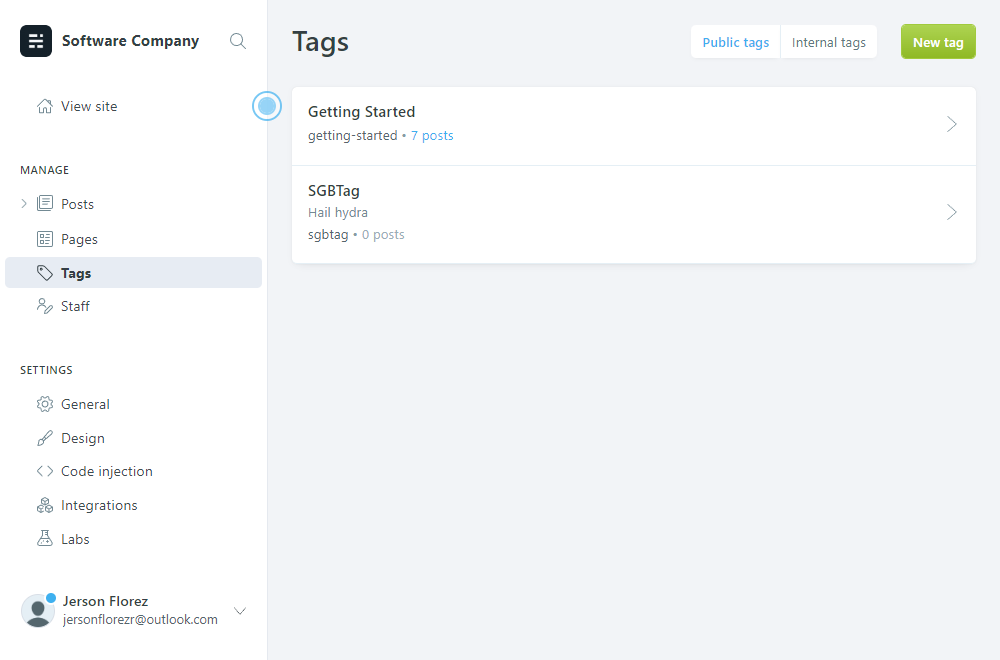 Software Company
View site
MANAGE
Posts
Pages
Tags
Staff
SETTINGS
General
Design
Code injection
Integrations
Labs
Jerson Florez
jersonflorezr@outlook.com
Tags
Public tags
Internal tags
New tag
Getting Started
getting-started • 7 posts
SGBTag
Hail hydra
sgbtag • 0 posts